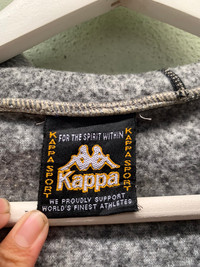 FOR THE SPIRIT WITHIN
KAPPA SPORT
Kappa
KAPPA SPORT
WE PROUDLY SUPPORT
WORLD'S FINEST ATHLETES